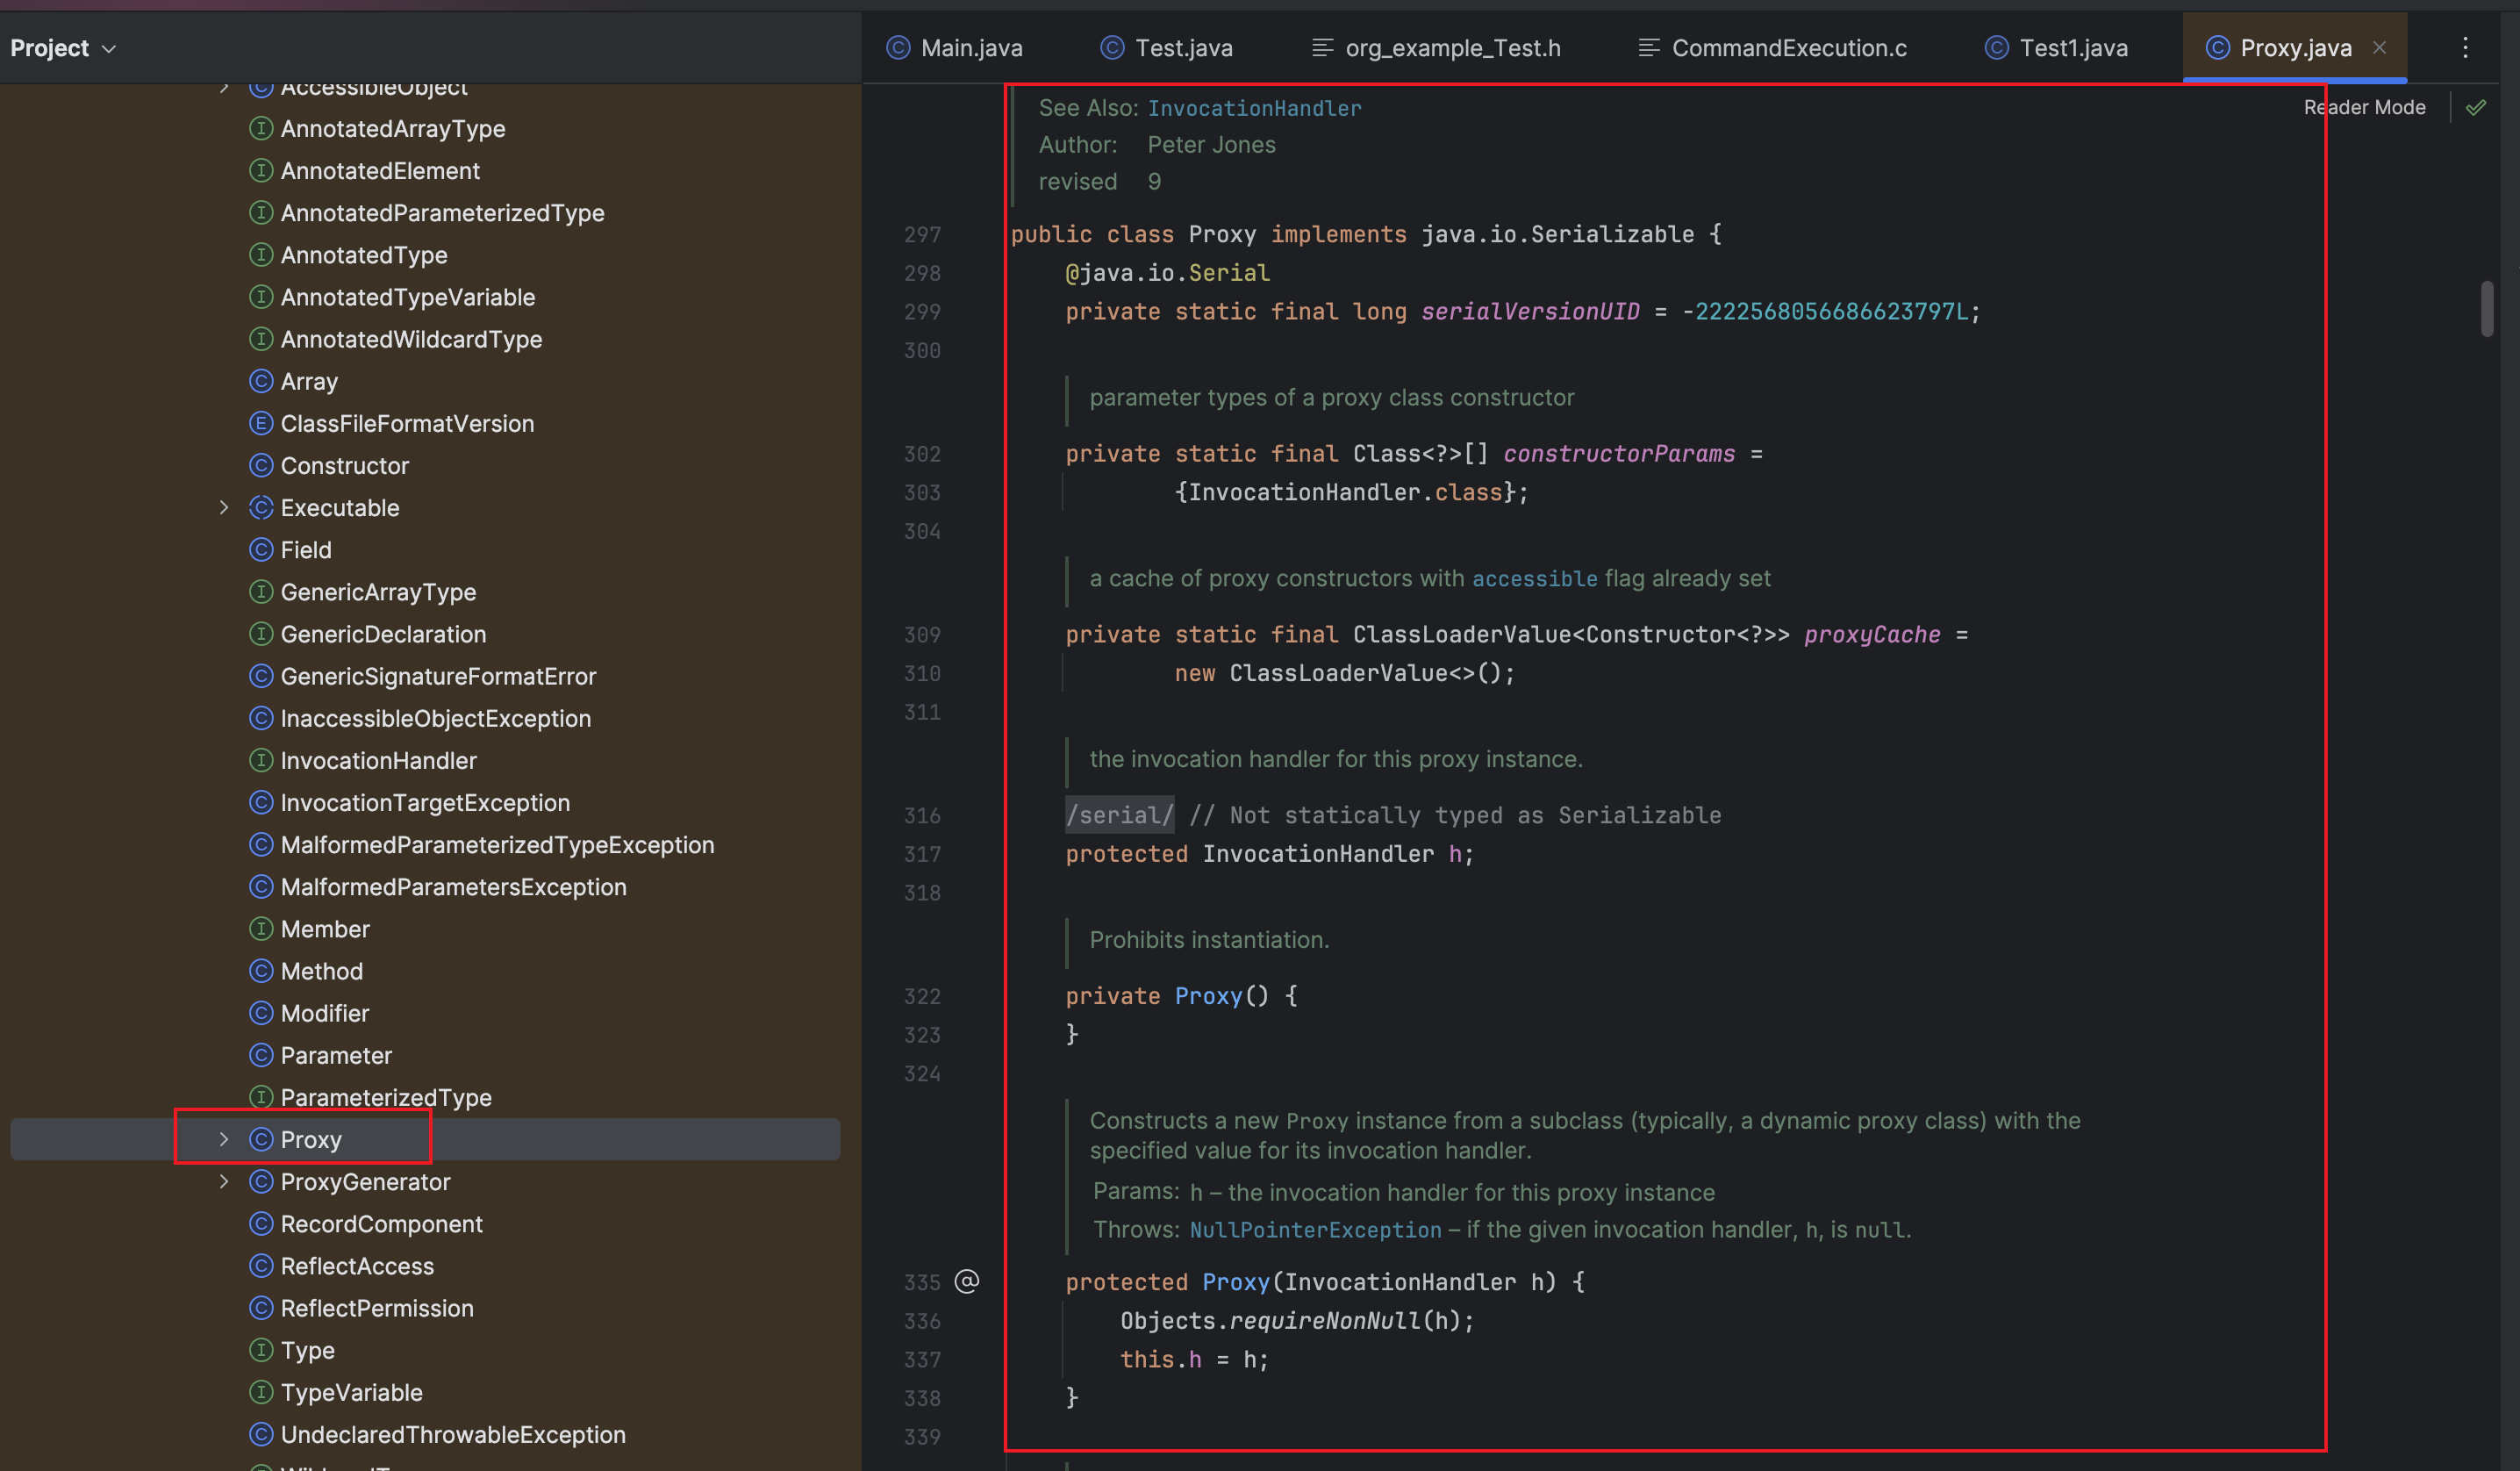 Project
AccessibleObject
AnnotatedArrayType
AnnotatedElement
AnnotatedParameterizedType
AnnotatedType
AnnotatedTypeVariable
AnnotatedWildcardType
Array
ClassFileFormatVersion
Constructor
Executable
Field
GenericArrayType
GenericDeclaration
GenericSignatureFormatError
InaccessibleObjectException
InvocationHandler
InvocationTargetException
MalformedParameterizedTypeException
MalformedParametersException
Member
Method
Modifier
Parameter
ParameterizedType
Proxy
ProxyGenerator
RecordComponent
ReflectAccess
ReflectPermission
Type
TypeVariable
UndeclaredThrowableException
Main.java Test.java org_example_Test.h CommandExecution.c Test1.java Proxy.java
Reader Mode
See Also: InvocationHandler
Author: Peter Jones
revised 9
297 public class Proxy implements java.io.Serializable {
298 @java.io.Serial
299 private static final long serialVersionUID = -2222568056686623797L;
300
parameter types of a proxy class constructor
302 private static final Class<?>[] constructorParams =
303 {InvocationHandler.class};
304
a cache of proxy constructors with accessible flag already set
309 private static final ClassLoaderValue<Constructor<?>> proxyCache =
310 new ClassLoaderValue<>();
311
the invocation handler for this proxy instance.
316 /serial/ // Not statically typed as Serializable
317 protected InvocationHandler h;
318
Prohibits instantiation.
322 private Proxy() {
323 }
324
Constructs a new Proxy instance from a subclass (typically, a dynamic proxy class) with the
specified value for its invocation handler.
Params: h – the invocation handler for this proxy instance
Throws: NullPointerException – if the given invocation handler, h, is null.
335 @ protected Proxy(InvocationHandler h) {
336 Objects.requireNonNull(h);
337 this.h = h;
338 }
339